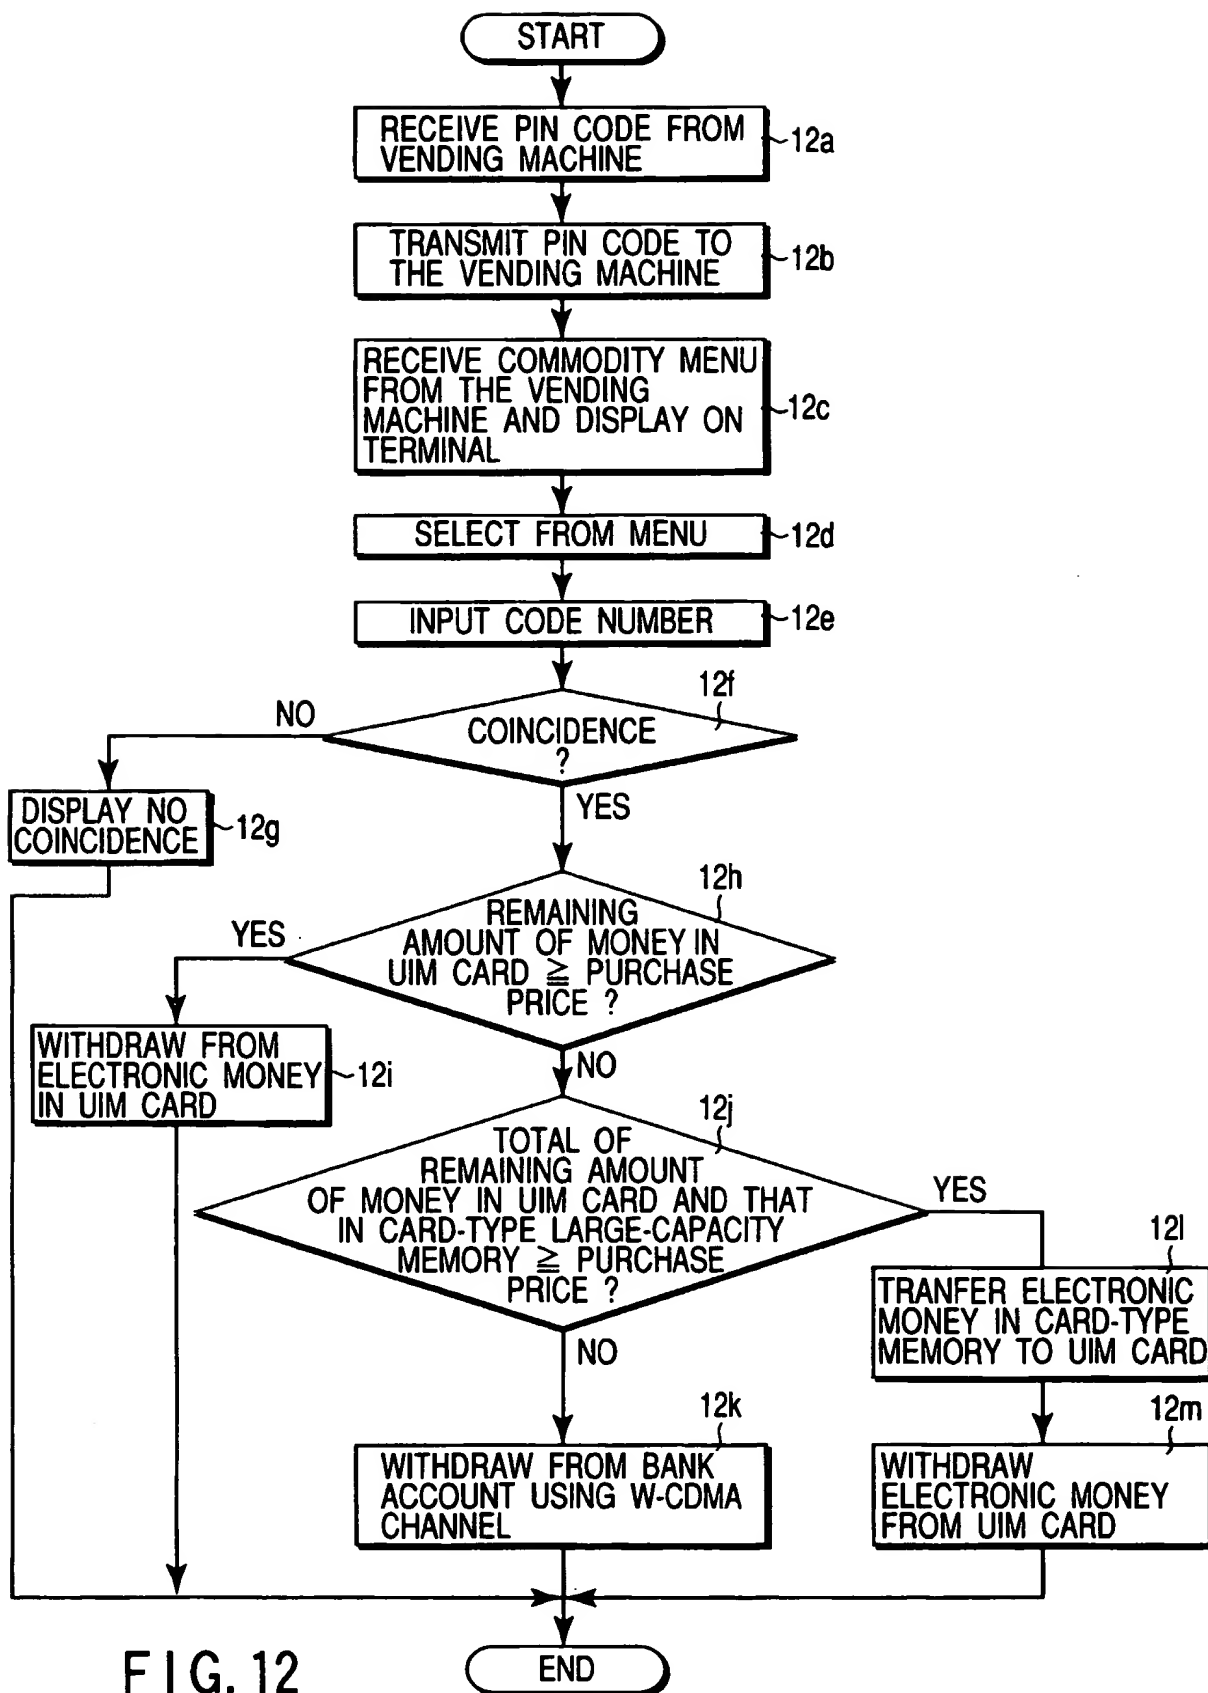 START
RECEIVE PIN CODE FROM
VENDING MACHINE
12a
TRANSMIT PIN CODE TO
THE VENDING MACHINE
12b
RECEIVE COMMODITY MENU
FROM THE VENDING
MACHINE AND DISPLAY ON
TERMINAL
12c
SELECT FROM MENU
12d
INPUT CODE NUMBER
12e
12f
NO
COINCIDENCE
?
YES
DISPLAY NO
COINCIDENCE
12g
12h
YES
REMAINING
AMOUNT OF MONEY IN
UIM CARD ≧ PURCHASE
PRICE ?
NO
WITHDRAW FROM
ELECTRONIC MONEY
IN UIM CARD
12i
12j
TOTAL OF
REMAINING AMOUNT
OF MONEY IN UIM CARD AND THAT
IN CARD-TYPE LARGE-CAPACITY
MEMORY ≧ PURCHASE
PRICE ?
YES
NO
12l
TRANFER ELECTRONIC
MONEY IN CARD-TYPE
MEMORY TO UIM CARD
12k
WITHDRAW FROM BANK
ACCOUNT USING W-CDMA
CHANNEL
12m
WITHDRAW
ELECTRONIC MONEY
FROM UIM CARD
END
FIG. 12